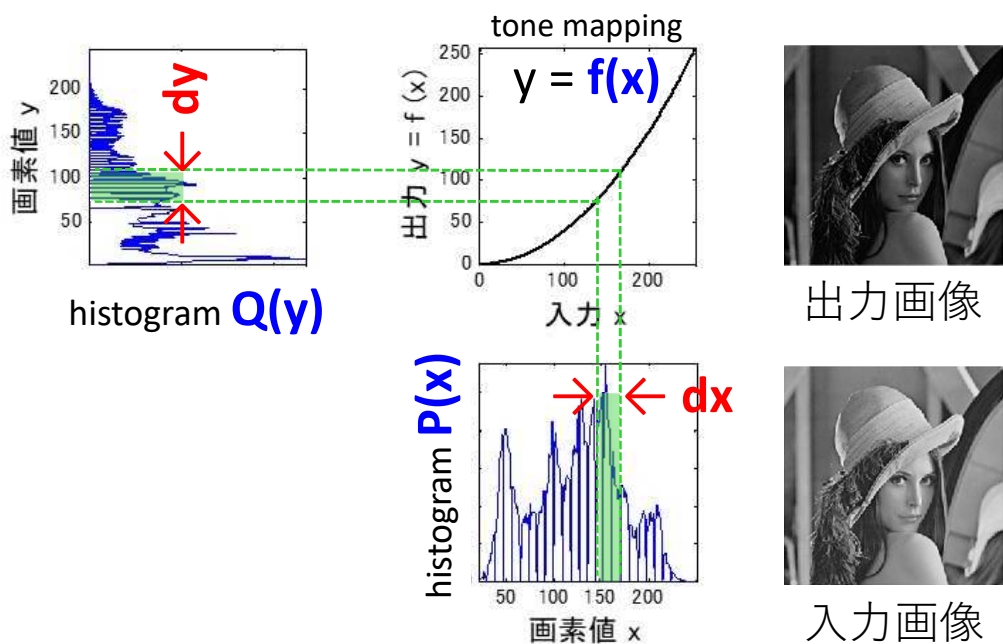 tone mapping
y = f(x)
dy
画素値 y
200
150
100
50
histogram Q(y)
出力 y = f (x)
250
200
150
100
50
0
0
100
200
入力 x
出力画像
histogram P(x)
dx
50
100
150
200
画素値 x
入力画像